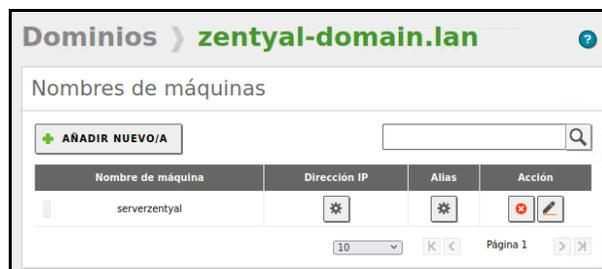 Dominios ❭ zentyal-domain.lan ?
Nombres de máquinas
AÑADIR NUEVO/A
Nombre de máquina Dirección IP Alias Acción
serverzentyal
10 Página 1